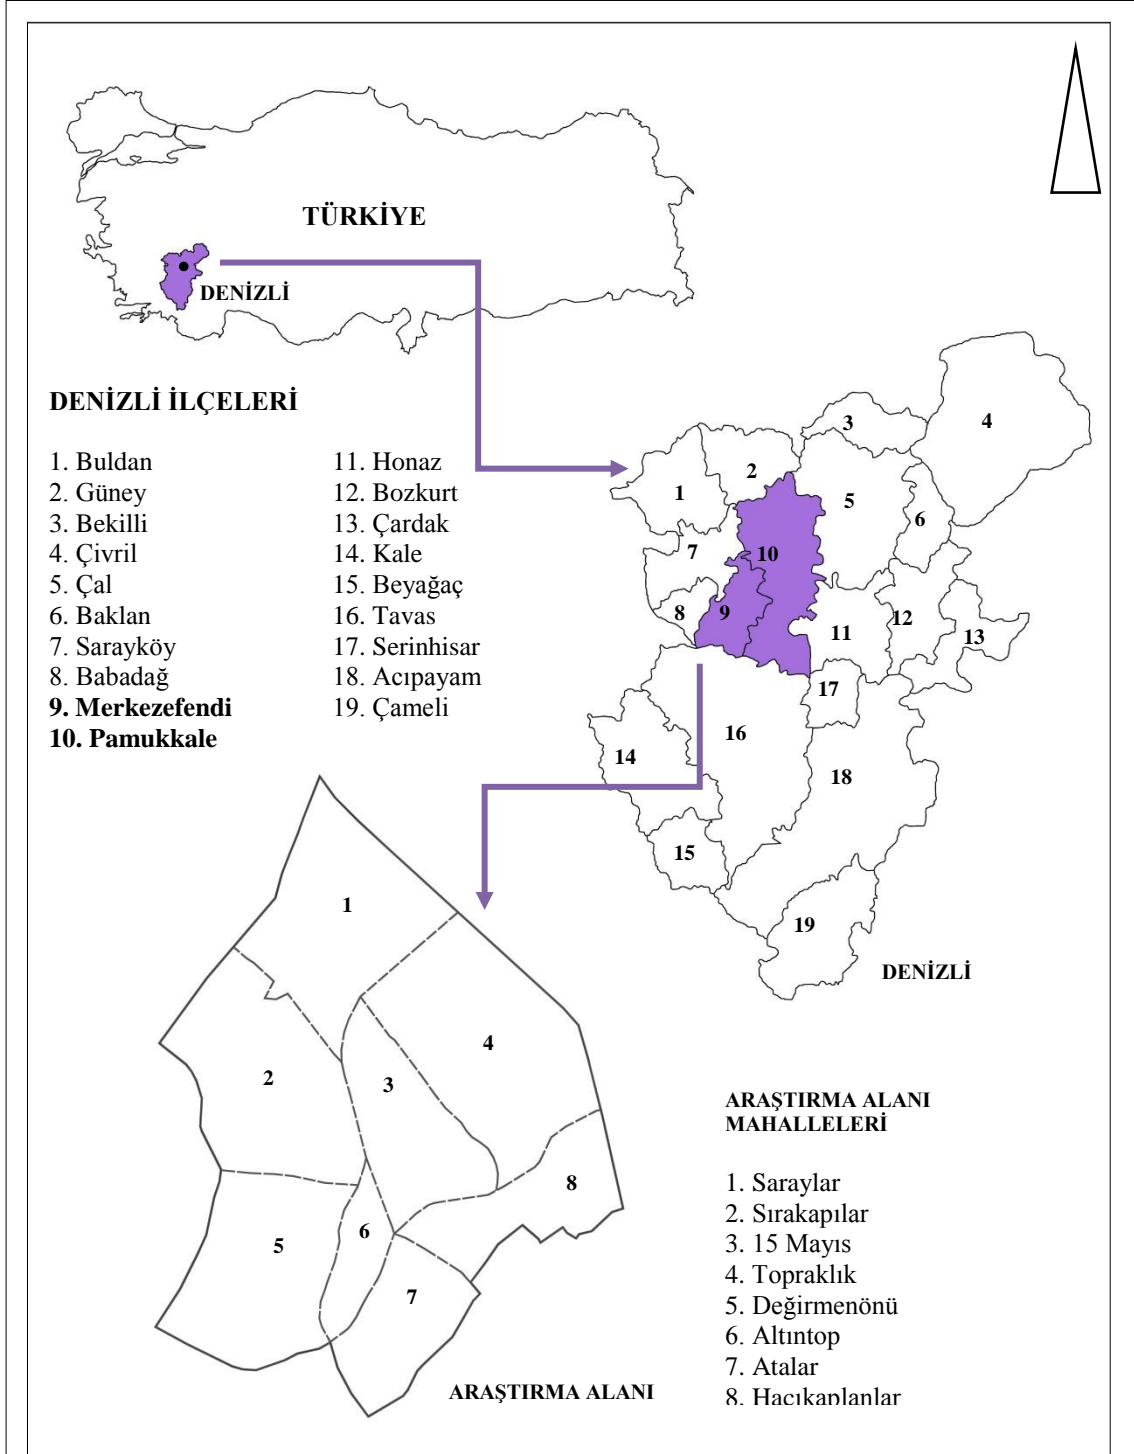 TÜRKİYE
DENİZLİ
DENİZLİ İLÇELERİ
1. Buldan
2. Güney
3. Bekilli
4. Çivril
5. Çal
6. Baklan
7. Sarayköy
8. Babadağ
9. Merkezefendi
10. Pamukkale
11. Honaz
12. Bozkurt
13. Çardak
14. Kale
15. Beyağaç
16. Tavas
17. Serinhisar
18. Acıpayam
19. Çameli
3
4
2
1
5
6
7
10
8
9
11
12
13
17
14
16
18
15
19
DENİZLİ
1
4
2
3
8
6
5
7
ARAŞTIRMA ALANI
ARAŞTIRMA ALANI
MAHALLELERİ
1. Saraylar
2. Sırakapılar
3. 15 Mayıs
4. Topraklık
5. Değirmenönü
6. Altıntop
7. Atalar
8. Hacıkaplanlar